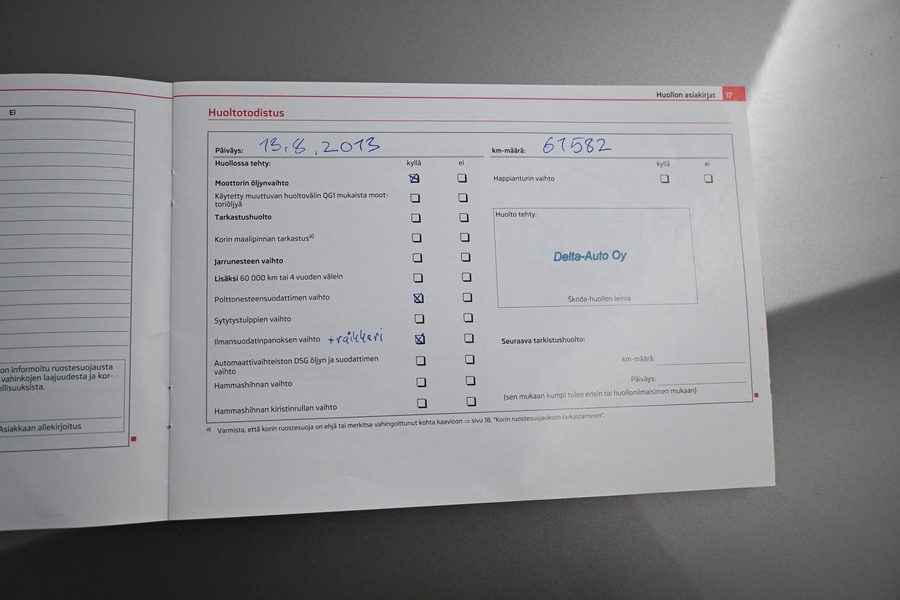 Ei
on informoitu ruostesuojausta
vahinkojen laajuudesta ja kor-
ollisuuksista.
Asiakkaan allekirjoitus
Huollon asiakirjat 17
Huoltotodistus
Päiväys: 13.8.2013
km-määrä: 61582
Huollossa tehty: kyllä ei
kyllä ei
Moottorin öljynvaihto
Happianturin vaihto
Käytetty muuttuvan huoltovälin QG1 mukaista moot-
toriöljyä
Tarkastushuolto
Korin maalipinnan tarkastus a)
Jarrunesteen vaihto
Lisäksi 60 000 km tai 4 vuoden välein
Polttonesteensuodattimen vaihto
Sytytystulppien vaihto
Ilmansuodatinpanoksen vaihto + raikkari
Automaattivaihteiston DSG öljyn ja suodattimen
vaihto
Hammashihnan vaihto
Hammashihnan kiristinrullan vaihto
Huolto tehty:
Delta-Auto Oy
Škoda-huollon leima
Seuraava tarkistushuolto:
km-määrä:
Päiväys:
(sen mukaan kumpi tulee ensin tai huollonilmaisimen mukaan)
a) Varmista, että korin ruostesuoja on ehjä tai merkitse vahingoittunut kohta kaavioon ⇒ sivu 18, "Korin ruostesuojauksen tarkastaminen".